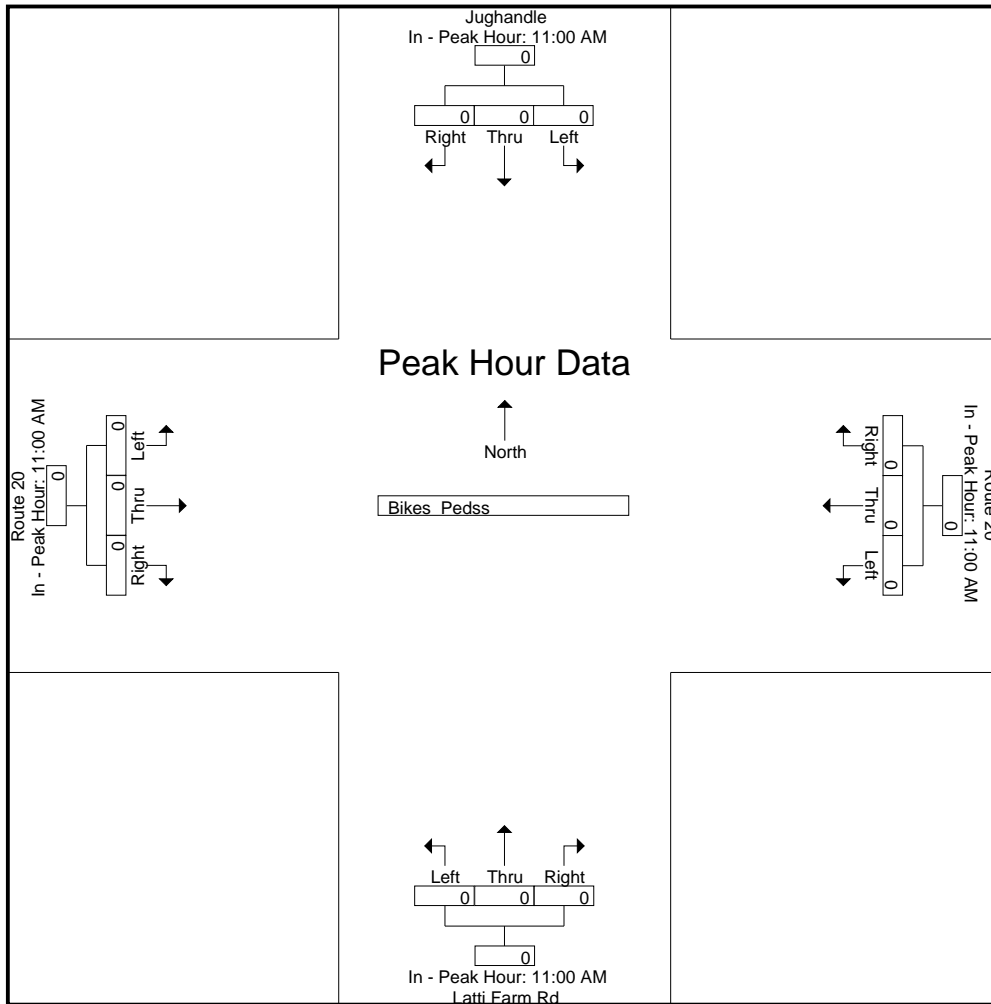 Jughandle
In - Peak Hour: 11:00 AM
0
0 0 0
Right Thru Left
Peak Hour Data
North
Bikes Pedss
Route 20
In - Peak Hour: 11:00 AM
0
0 0 0
Left Thru Right
Route 20
In - Peak Hour: 11:00 AM
0
0 0 0
Right Thru Left
Left Thru Right
0 0 0
0
In - Peak Hour: 11:00 AM
Latti Farm Rd